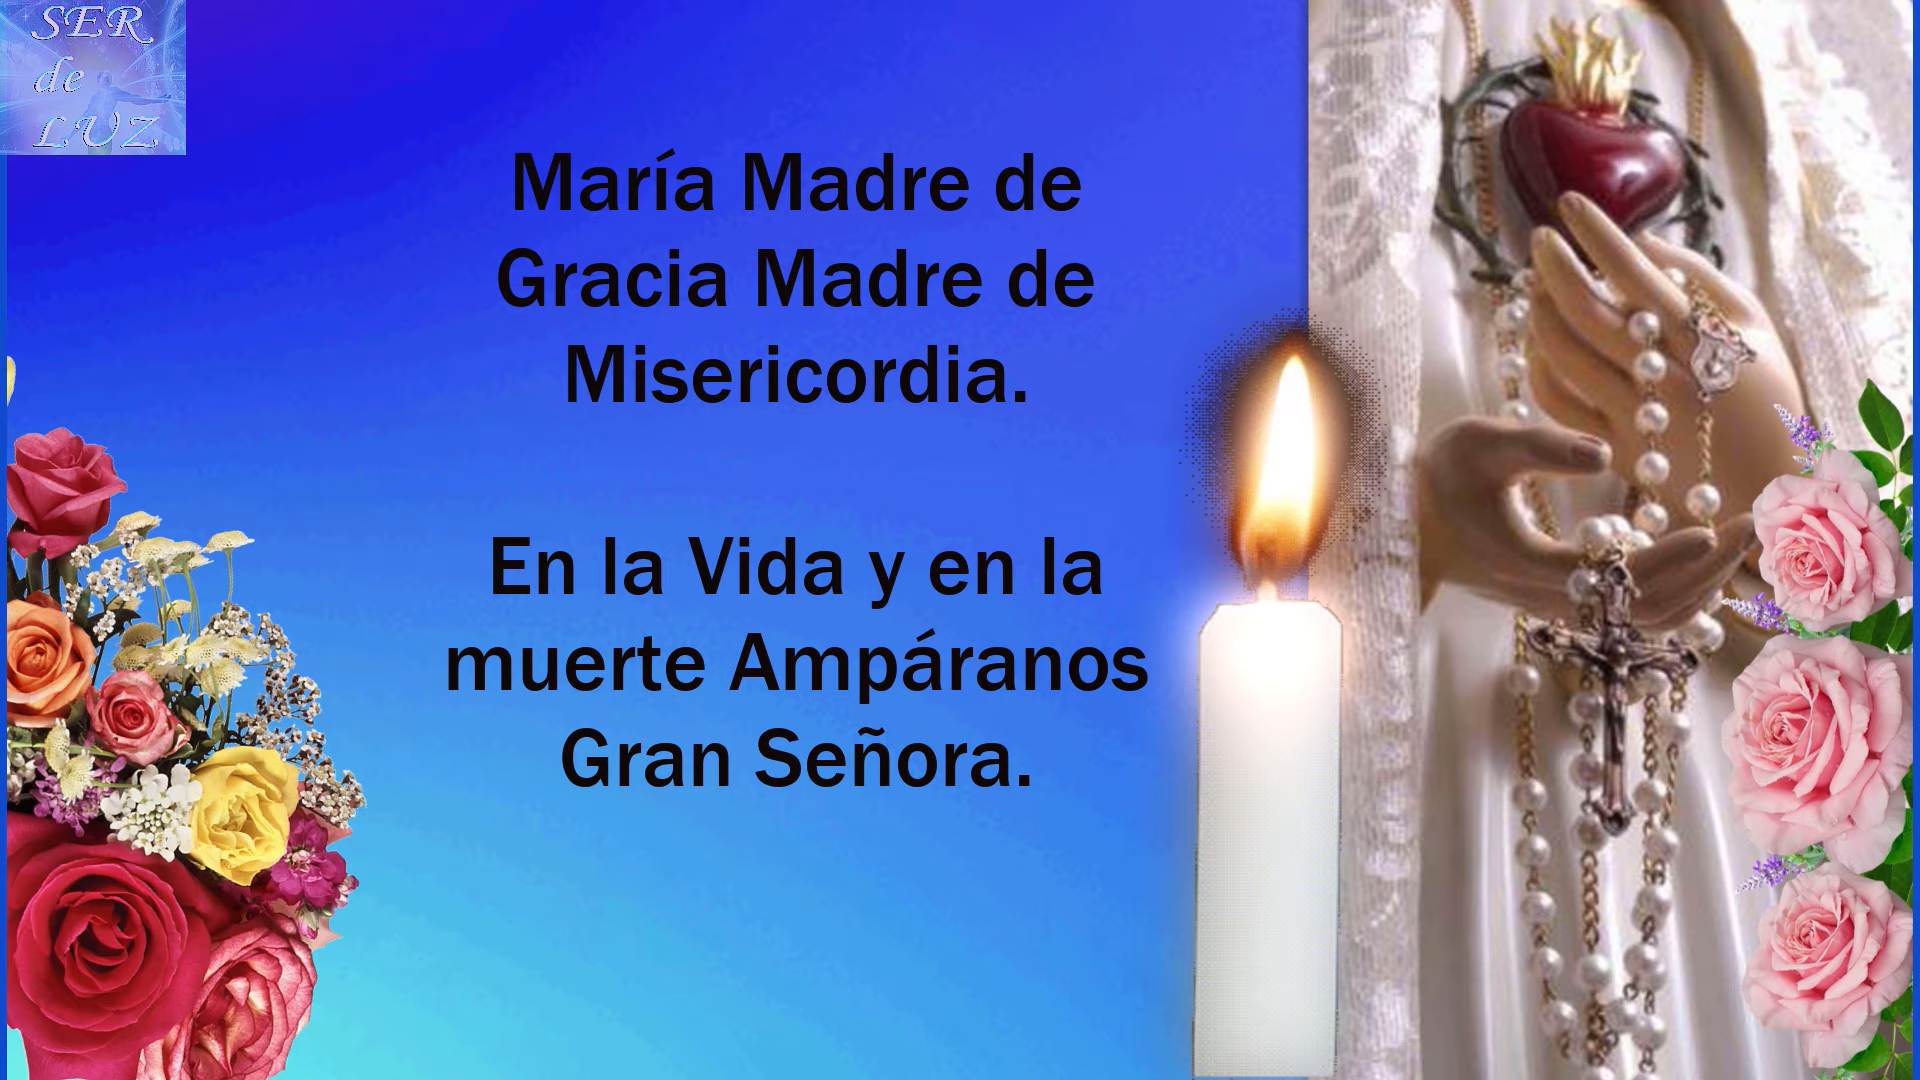 SER
de
LUZ
María Madre de
Gracia Madre de
Misericordia.
En la Vida y en la
muerte Ampáranos
Gran Señora.